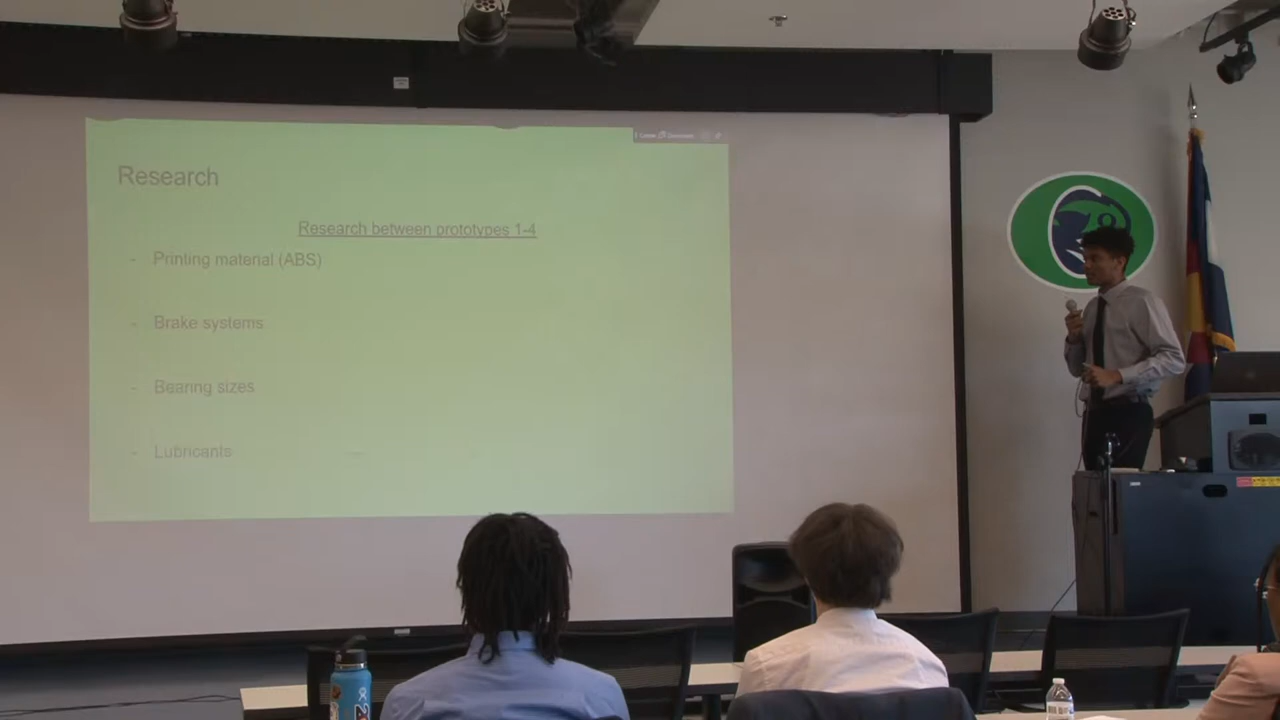 Research
Research between prototypes 1-4
- Printing material (ABS)
- Brake systems
- Bearing sizes
- Lubricants